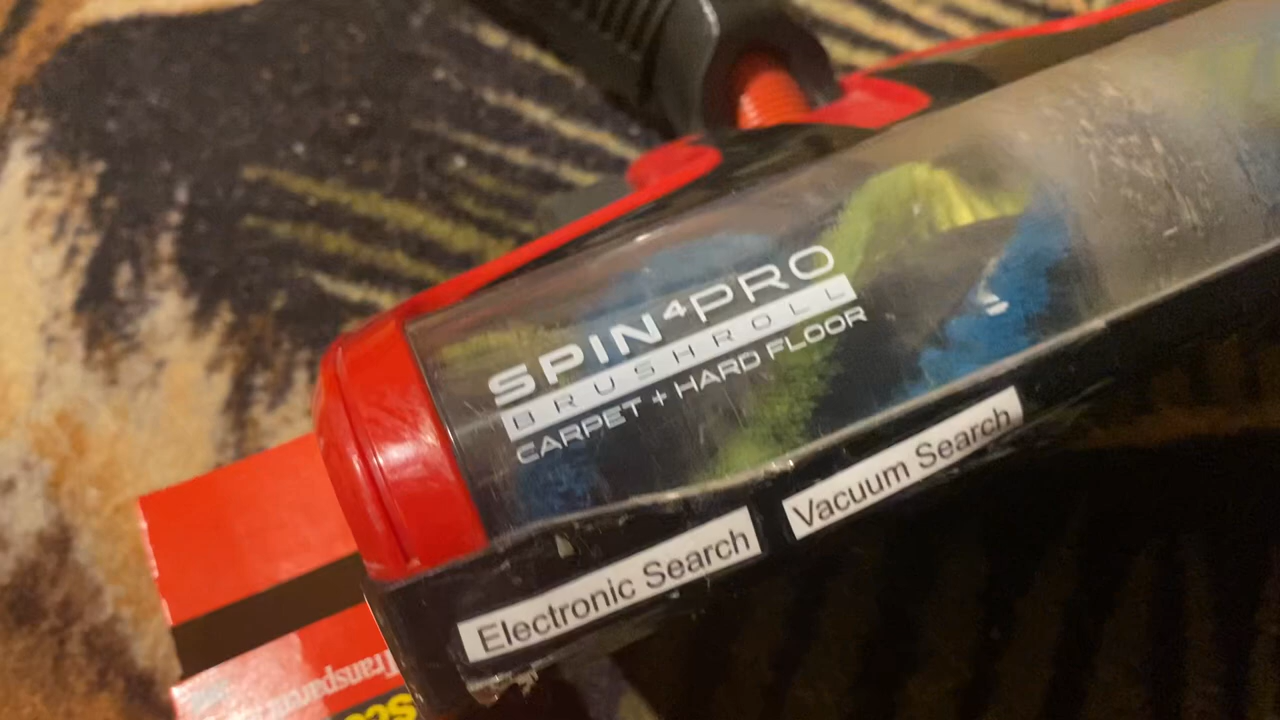 SPIN⁴PRO
BRUSHROLL
CARPET + HARD FLOOR
Vacuum Search
Electronic Search